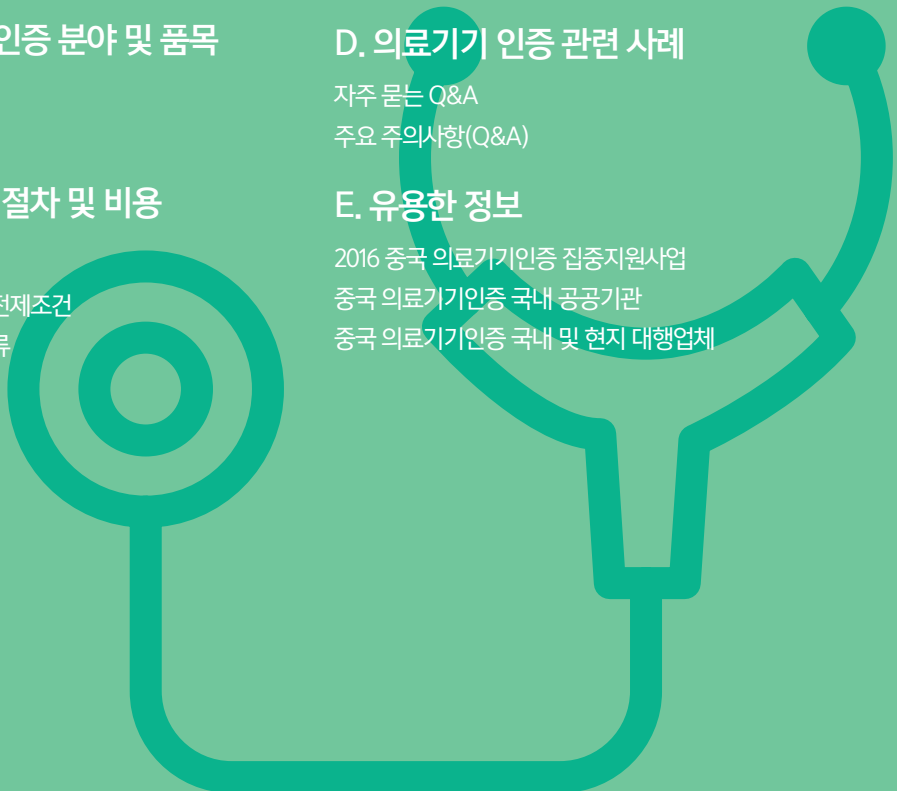 인증 분야 및 품목
절차 및 비용
전제조건
류
D. 의료기기 인증 관련 사례
자주 묻는 Q&A
주요 주의사항(Q&A)
E. 유용한 정보
2016 중국 의료기기인증 집중지원사업
중국 의료기기인증 국내 공공기관
중국 의료기기인증 국내 및 현지 대행업체